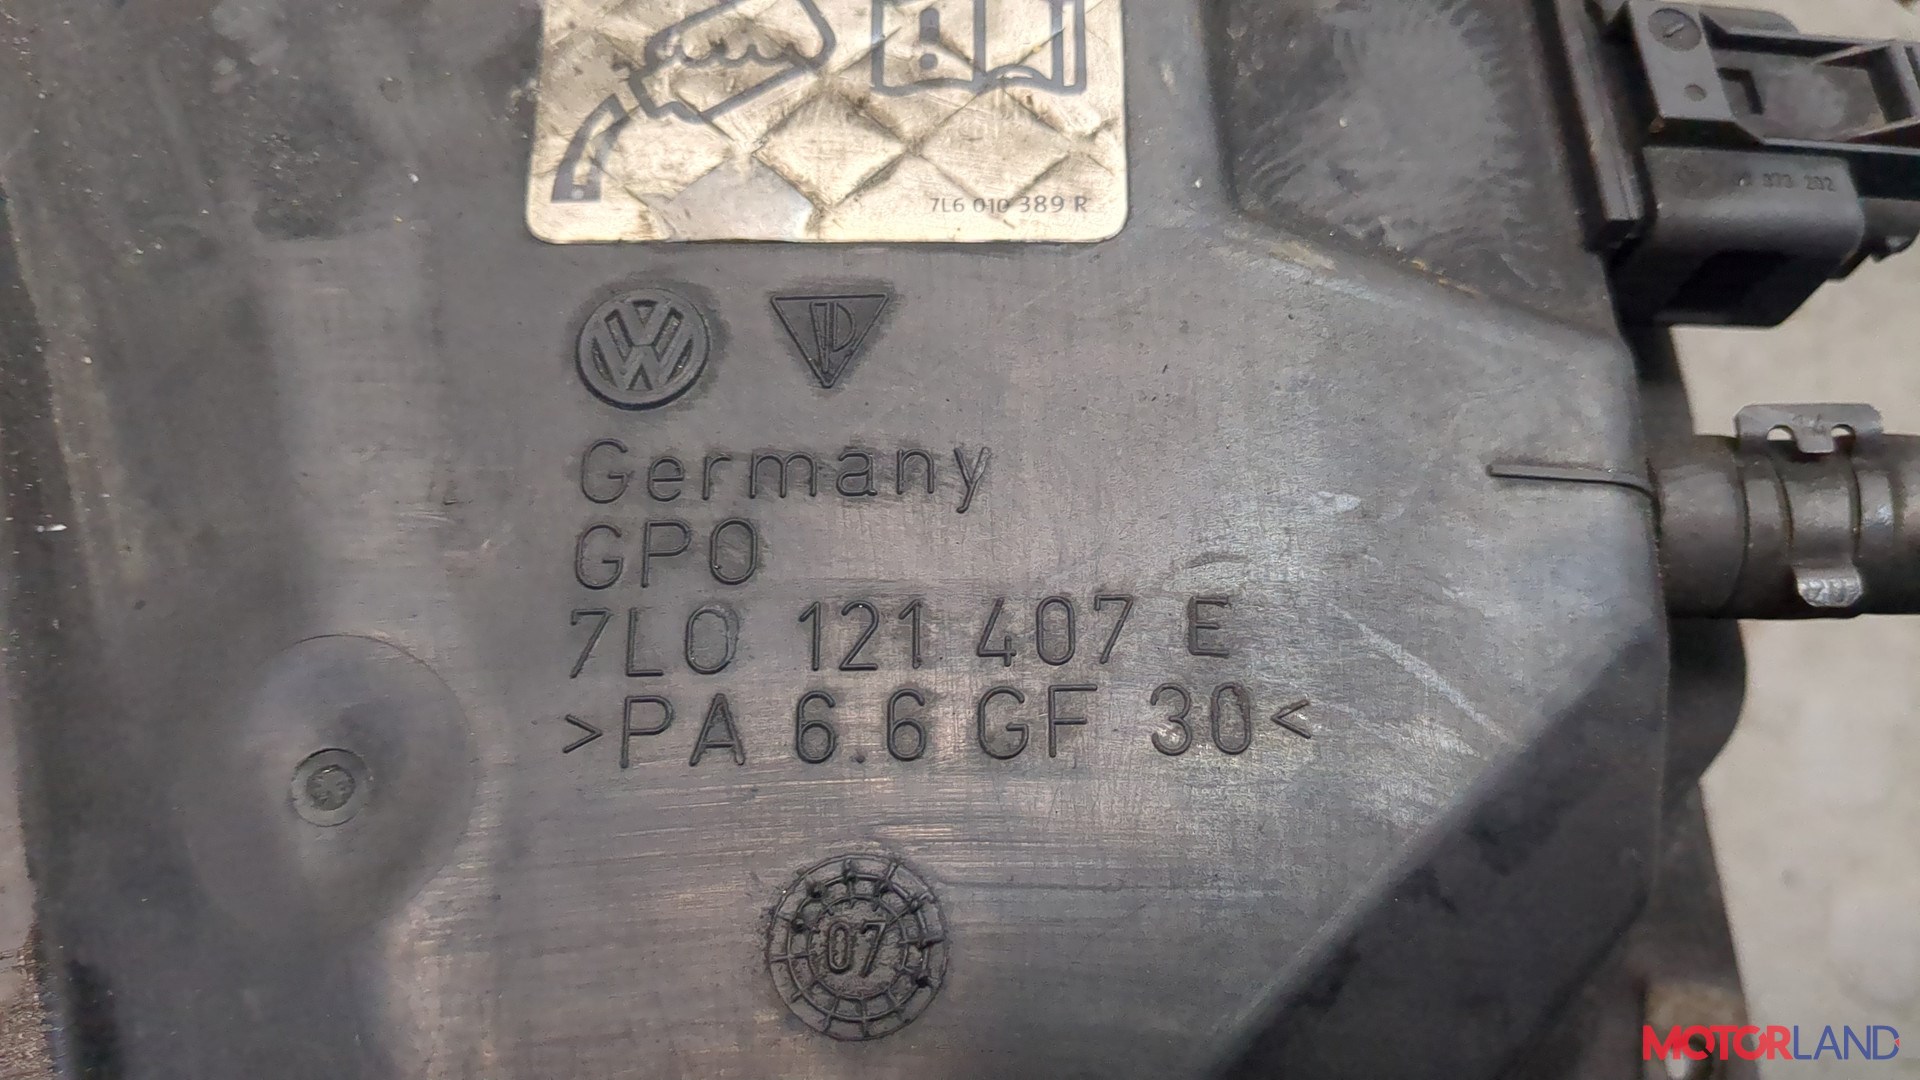 7L6 010 389 R
Germany
GPO
7L0 121 407 E
>PA 6.6 GF 30<
07
MOTORLAND